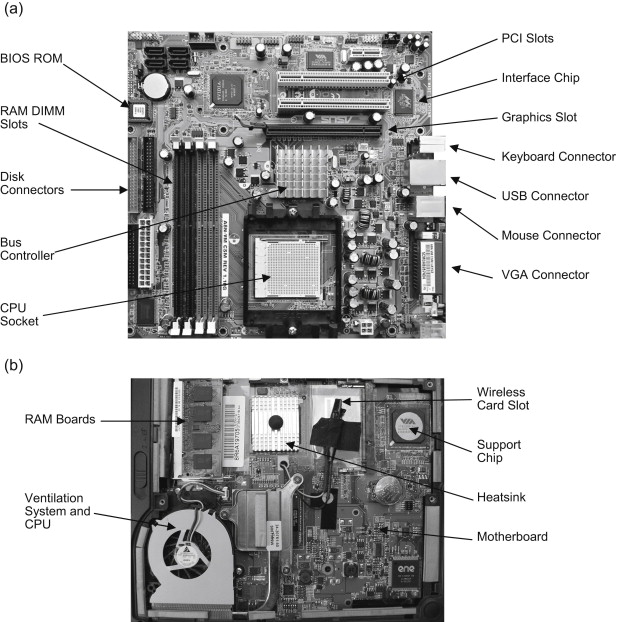 (a)
PCI Slots
BIOS ROM
Interface Chip
RAM DIMM
Slots
Graphics Slot
Keyboard Connector
Disk
Connectors
USB Connector
Mouse Connector
Bus
Controller
VGA Connector
CPU
Socket
(b)
Wireless
Card Slot
RAM Boards
VIA
Support
Chip
Ventilation
System and
CPU
Heatsink
Motherboard
ene